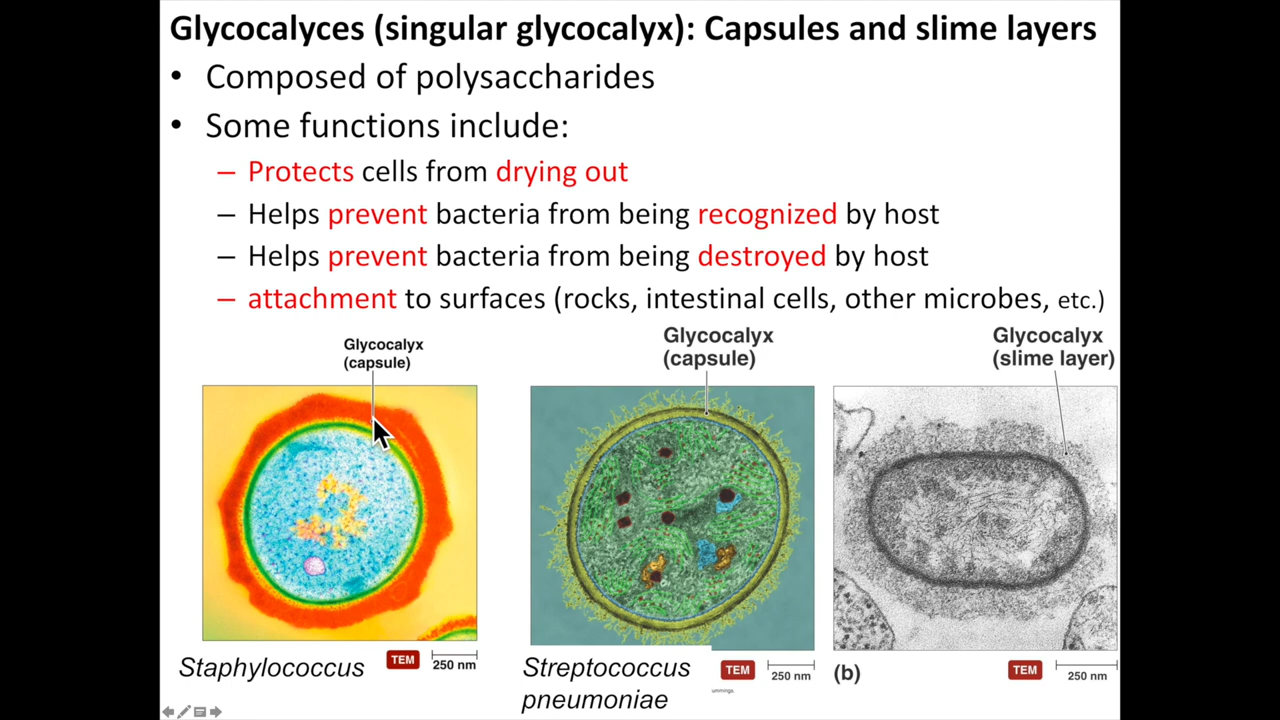 Glycocalyces (singular glycocalyx): Capsules and slime layers
• Composed of polysaccharides
• Some functions include:
– Protects cells from drying out
– Helps prevent bacteria from being recognized by host
– Helps prevent bacteria from being destroyed by host
– attachment to surfaces (rocks, intestinal cells, other microbes, etc.)
Glycocalyx
(capsule)
Glycocalyx
(capsule)
Glycocalyx
(slime layer)
Staphylococcus
TEM
250 nm
Streptococcus
pneumoniae
TEM
250 nm
ummings.
(b)
TEM
250 nm